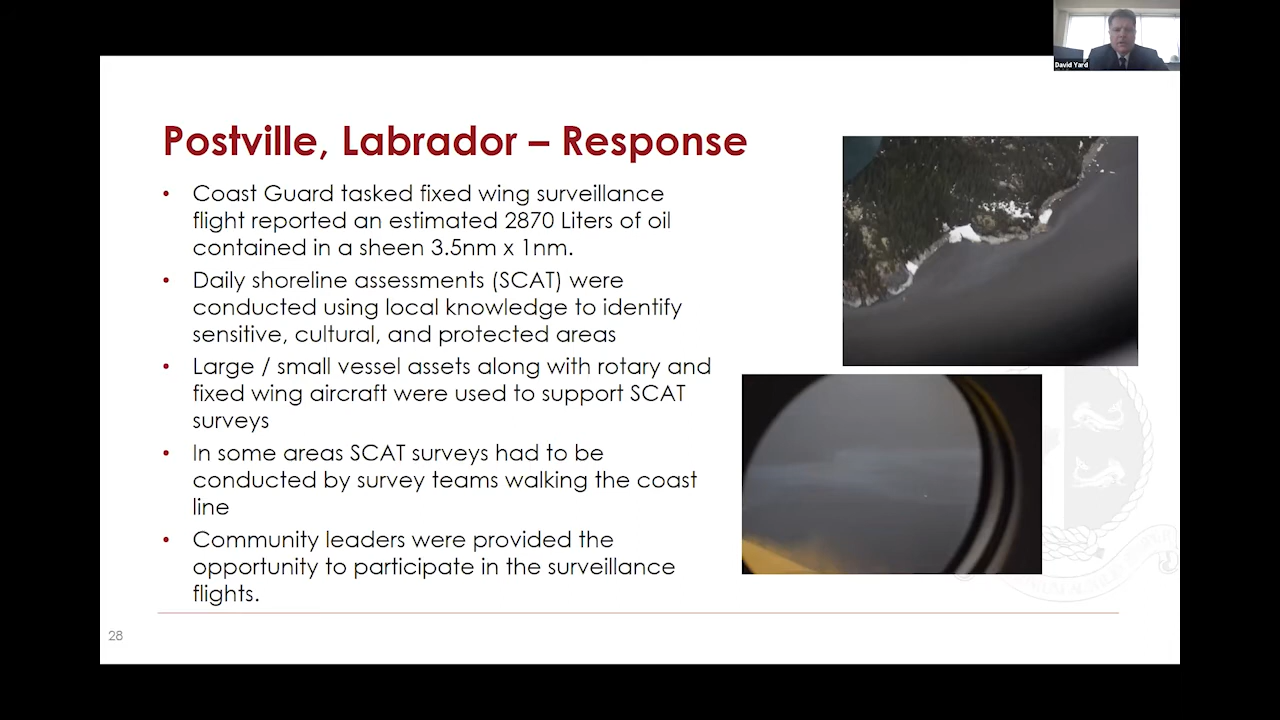 David Yard
Postville, Labrador – Response
• Coast Guard tasked fixed wing surveillance
flight reported an estimated 2870 Liters of oil
contained in a sheen 3.5nm x 1nm.
• Daily shoreline assessments (SCAT) were
conducted using local knowledge to identify
sensitive, cultural, and protected areas
• Large / small vessel assets along with rotary and
fixed wing aircraft were used to support SCAT
surveys
• In some areas SCAT surveys had to be
conducted by survey teams walking the coast
line
• Community leaders were provided the
opportunity to participate in the surveillance
flights.
28